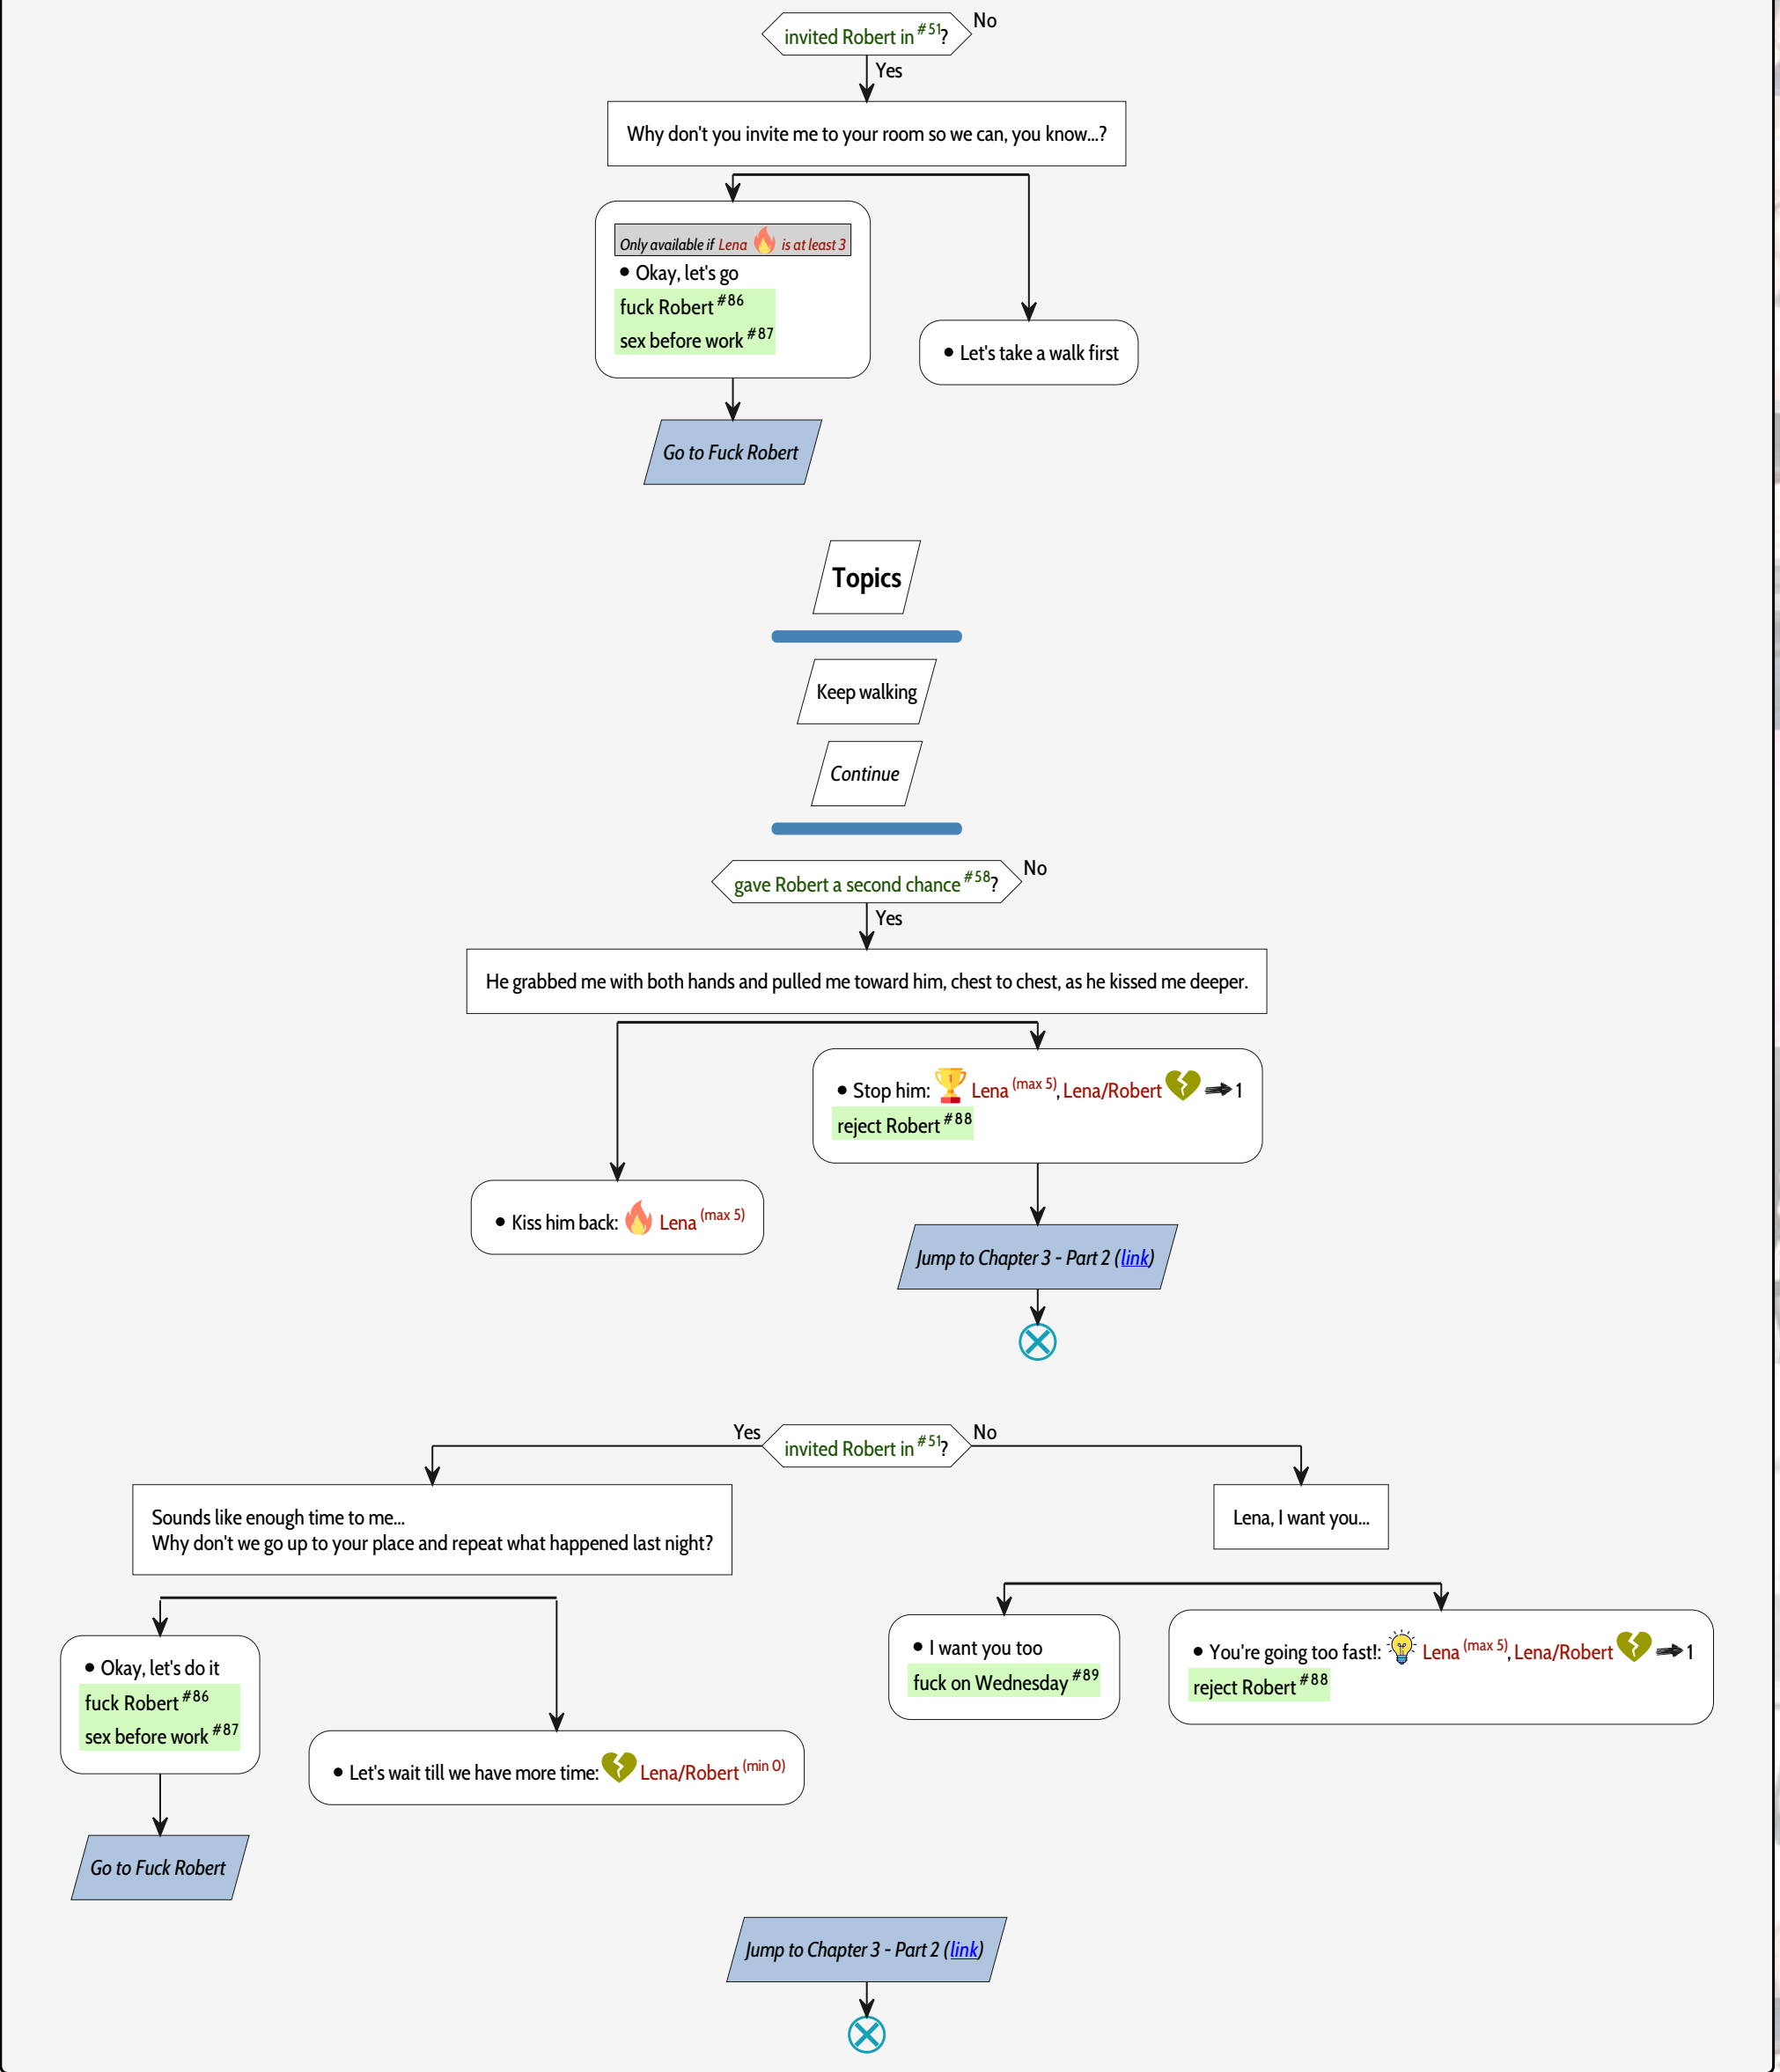 invited Robert in #51?
No
Yes
Why don't you invite me to your room so we can, you know...?
Only available if Lena is at least 3
• Okay, let's go
fuck Robert #86
sex before work #87
• Let's take a walk first
Go to Fuck Robert
Topics
Keep walking
Continue
gave Robert a second chance #58?
No
Yes
He grabbed me with both hands and pulled me toward him, chest to chest, as he kissed me deeper.
• Stop him: Lena (max 5), Lena/Robert 1
reject Robert #88
• Kiss him back: Lena (max 5)
Jump to Chapter 3 - Part 2 (link)
Yes
invited Robert in #51?
No
Sounds like enough time to me...
Why don't we go up to your place and repeat what happened last night?
Lena, I want you...
• Okay, let's do it
fuck Robert #86
sex before work #87
• Let's wait till we have more time: Lena/Robert (min 0)
• I want you too
fuck on Wednesday #89
• You're going too fast!: Lena (max 5), Lena/Robert 1
reject Robert #88
Go to Fuck Robert
Jump to Chapter 3 - Part 2 (link)